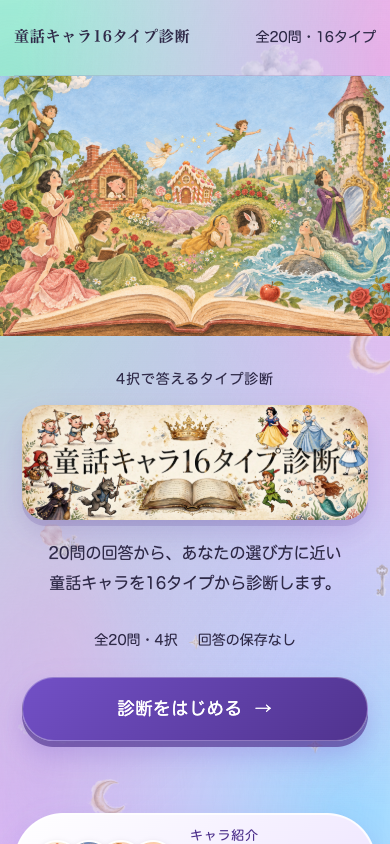 童話キャラ16タイプ診断
全20問・16タイプ
4択で答えるタイプ診断
童話キャラ16タイプ診断
20問の回答から、あなたの選び方に近い
童話キャラを16タイプから診断します。
全20問・4択 回答の保存なし
診断をはじめる →
キャラ紹介